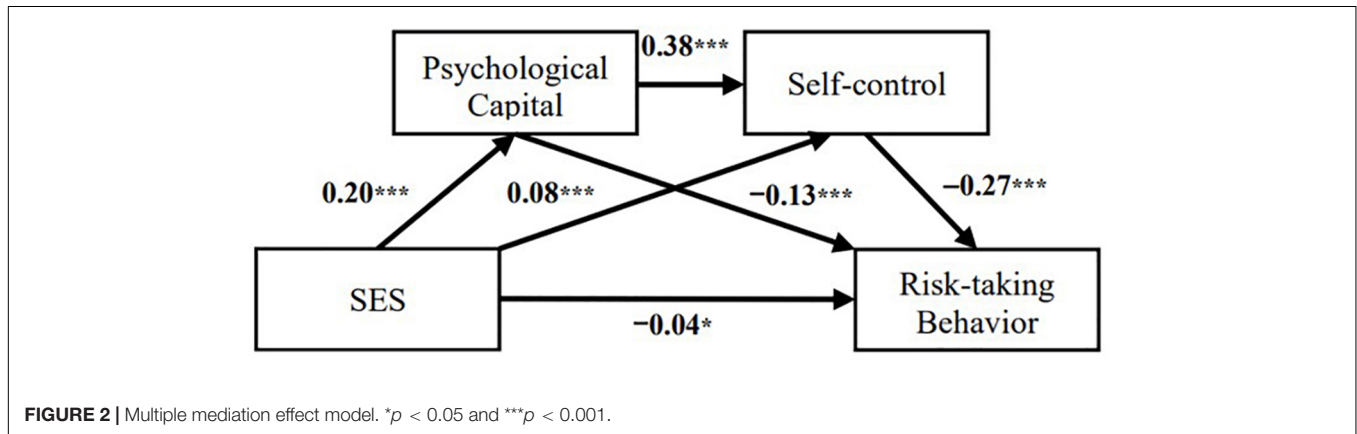 0.38***
Psychological
Capital
Self-control
0.20***
0.08***
−0.13***
−0.27***
SES
Risk-taking
Behavior
−0.04*
FIGURE 2 | Multiple mediation effect model. *p < 0.05 and ***p < 0.001.